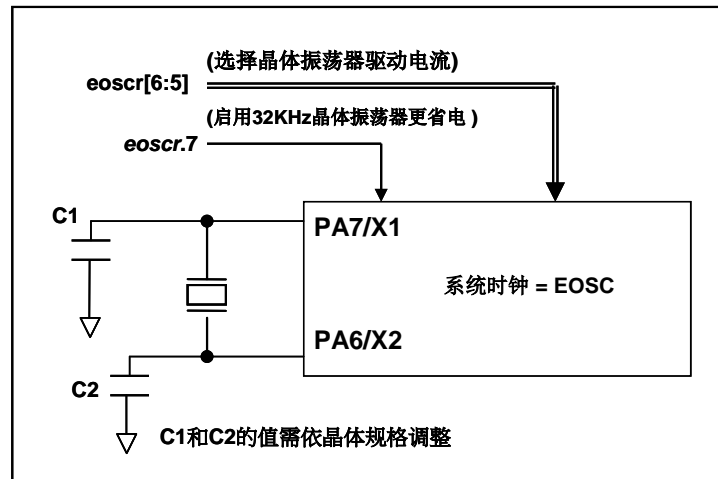 (选择晶体振荡器驱动电流)
eoscr[6:5]
(启用32KHz晶体振荡器更省电 )
eoscr.7
C1
PA7/X1
系统时钟 = EOSC
PA6/X2
C2
C1和C2的值需依晶体规格调整